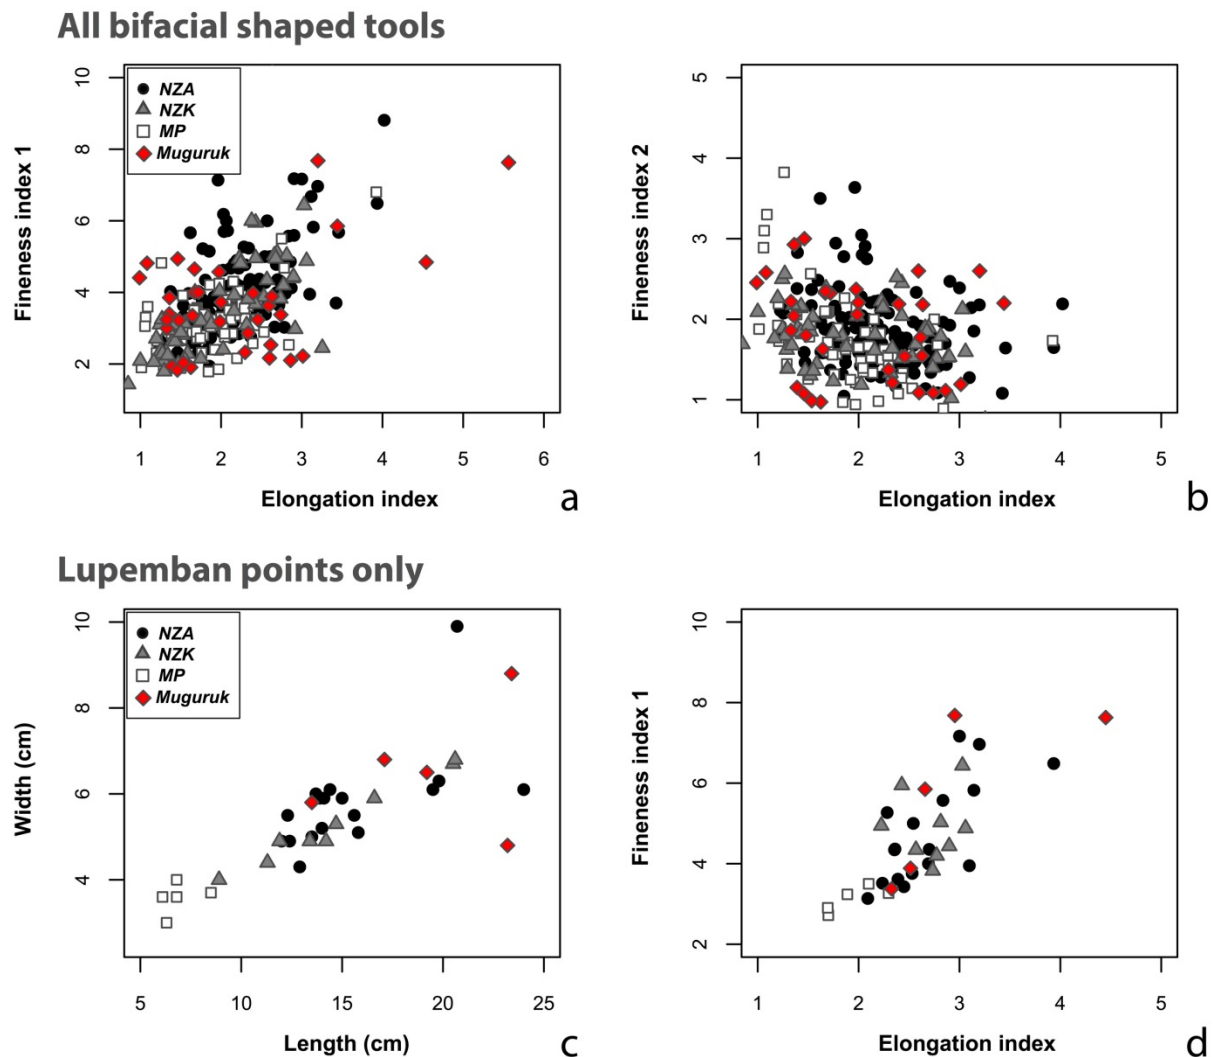 All bifacial shaped tools
10
8
6
4
2
Fineness index 1
NZA
NZK
MP
Muguruk
1 2 3 4 5 6
Elongation index
a
5
4
3
2
1
Fineness index 2
1 2 3 4 5
Elongation index
b
Lupemban points only
10
8
6
4
Width (cm)
NZA
NZK
MP
Muguruk
5 10 15 20 25
Length (cm)
c
10
8
6
4
2
Fineness index 1
1 2 3 4 5
Elongation index
d